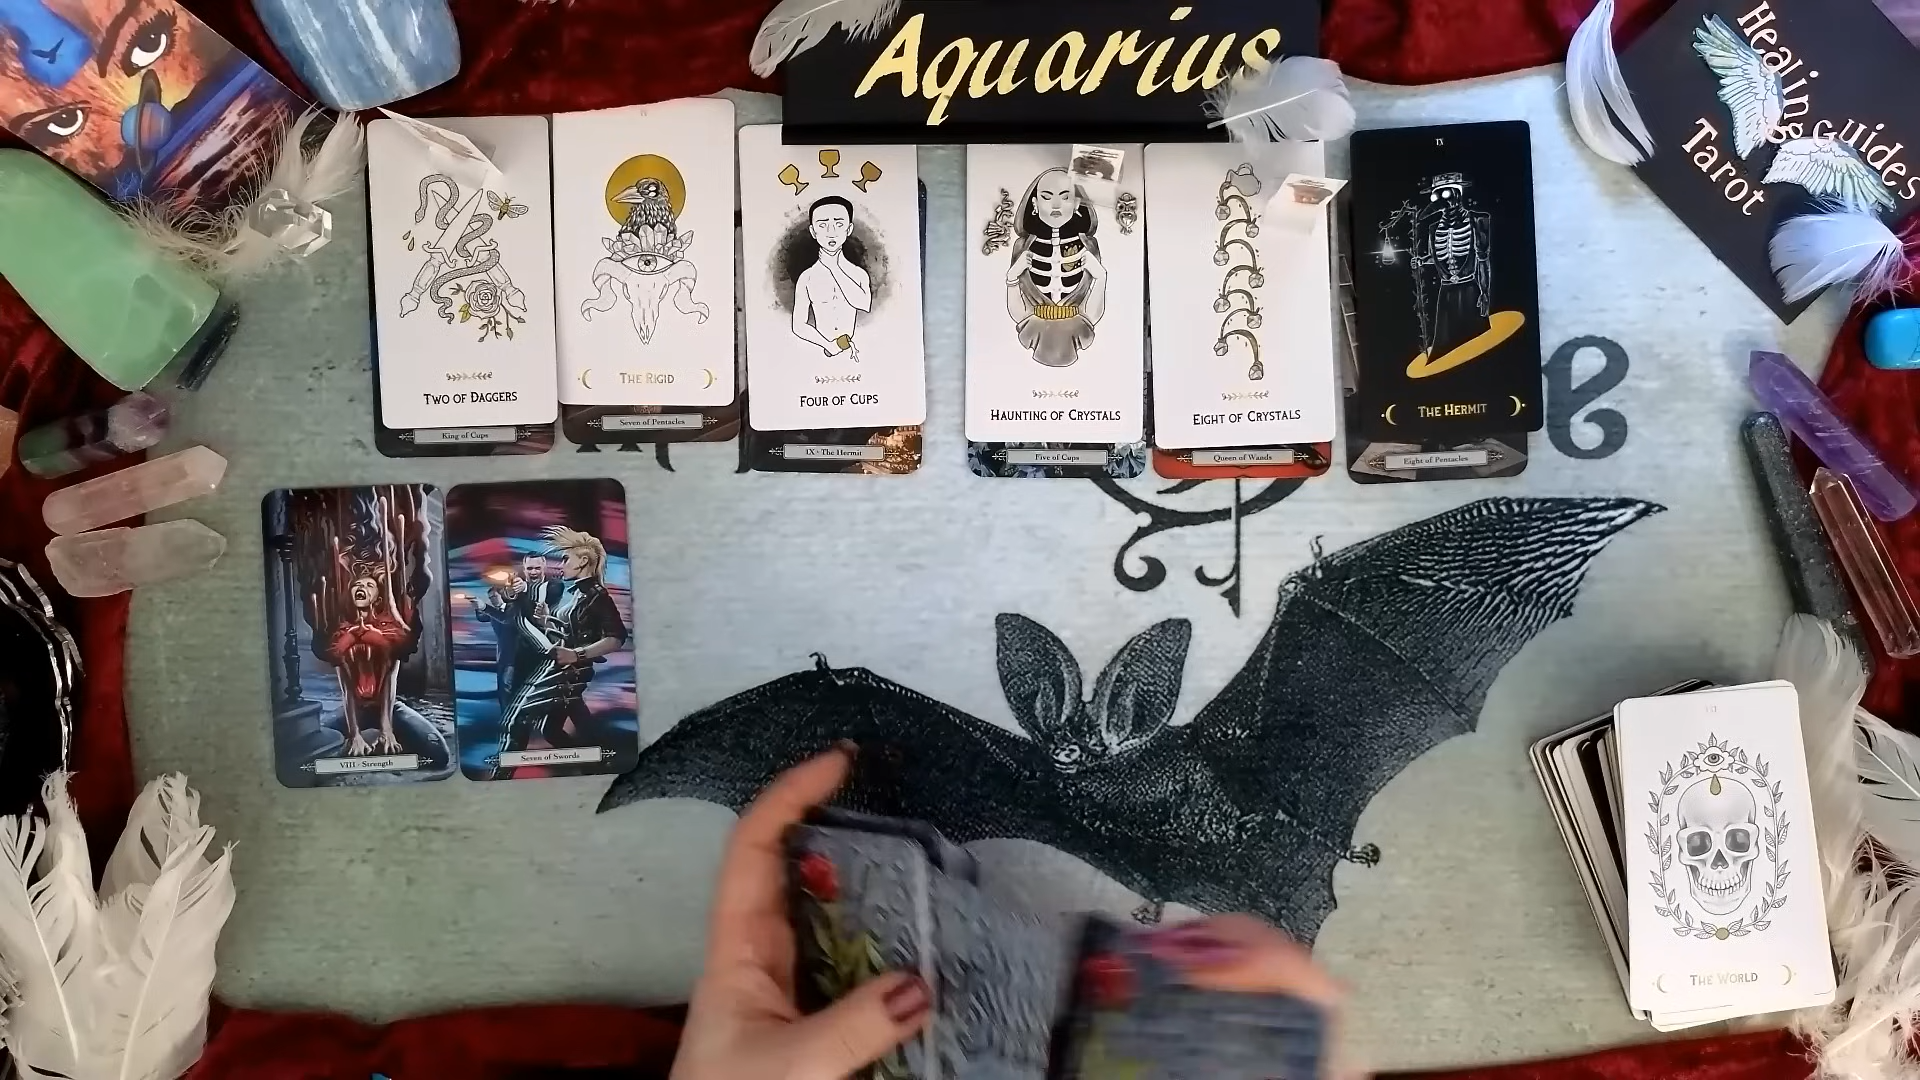 Aquarius
Healing Guides
Tarot
TWO OF DAGGERS
THE RIGID
FOUR OF CUPS
HAUNTING OF CRYSTALS
EIGHT OF CRYSTALS
IX
THE HERMIT
King of Cups
Seven of Pentacles
IX · The Hermit
Five of Cups
Queen of Wands
Eight of Pentacles
VIII · Strength
Seven of Swords
THE WORLD